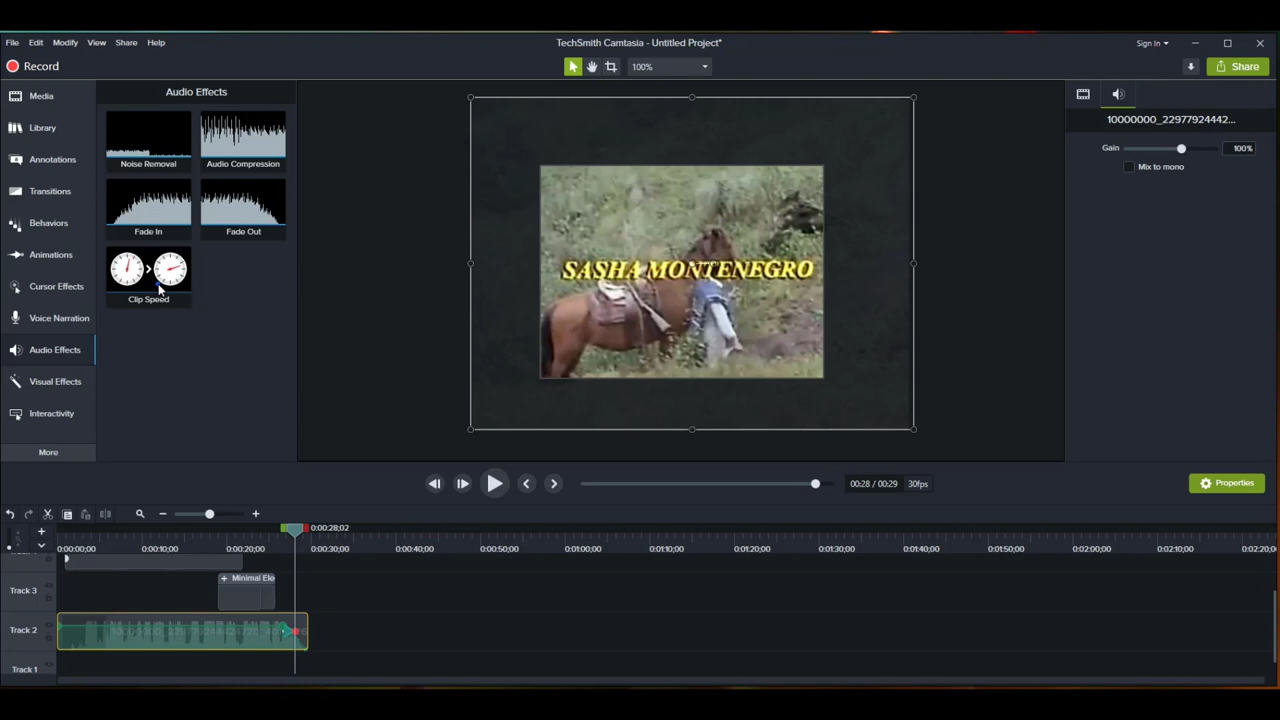 File Edit Modify View Share Help
TechSmith Camtasia - Untitled Project*
Sign In
Record
100%
Share
Media
Library
Annotations
Transitions
Behaviors
Animations
Cursor Effects
Voice Narration
Audio Effects
Visual Effects
Interactivity
More
Audio Effects
Noise Removal
Audio Compression
Fade In
Fade Out
Clip Speed
SASHA MONTENEGRO
10000000_22977924442...
Gain
100%
Mix to mono
00:28 / 00:29
30fps
Properties
0:00:28;02
0:00:00;00 0:00:10;00 0:00:20;00 0:00:30;00 0:00:40;00 0:00:50;00 0:01:00;00 0:01:10;00 0:01:20;00 0:01:30;00 0:01:40;00 0:01:50;00 0:02:00;00 0:02:10;00
Track 3
Minimal Ele
Track 2
Track 1